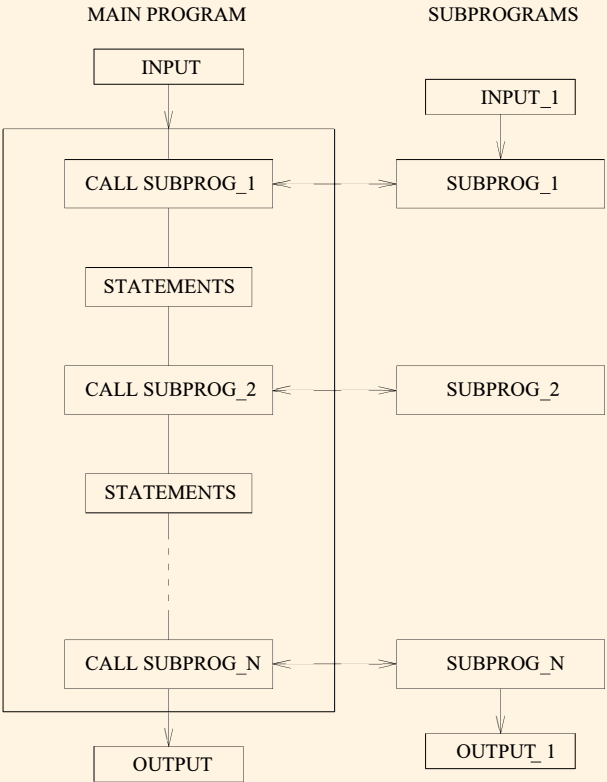 MAIN PROGRAM
SUBPROGRAMS
INPUT
INPUT_1
CALL SUBPROG_1
SUBPROG_1
STATEMENTS
CALL SUBPROG_2
SUBPROG_2
STATEMENTS
CALL SUBPROG_N
SUBPROG_N
OUTPUT
OUTPUT_1